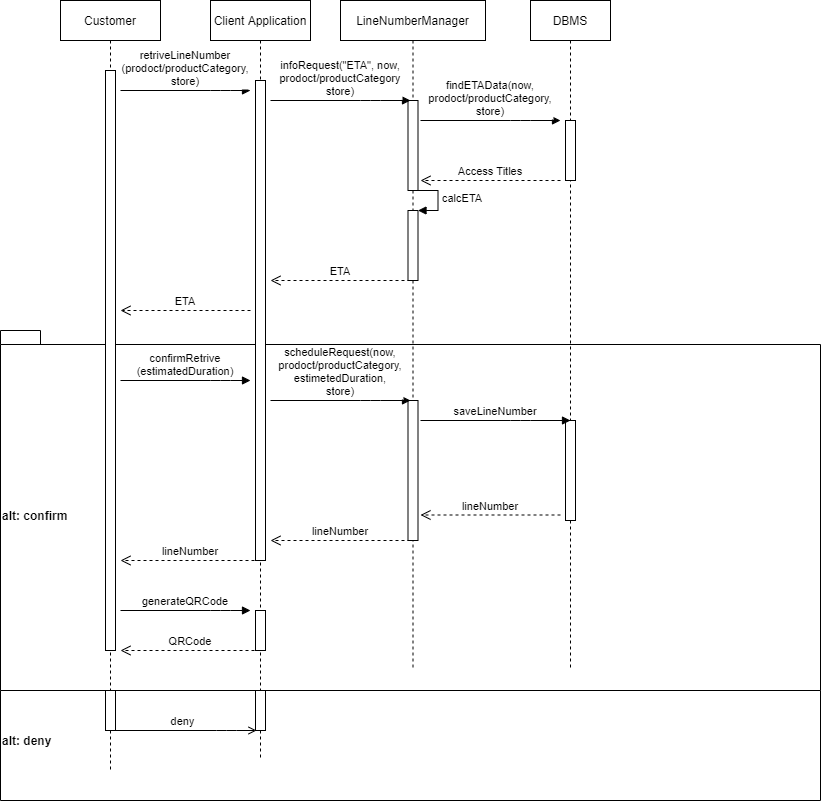 Customer
Client Application
LineNumberManager
DBMS
retriveLineNumber
(prodoct/productCategory,
store)
infoRequest("ETA", now,
prodoct/productCategory
store)
findETAData(now,
prodoct/productCategory,
store)
Access Titles
calcETA
ETA
ETA
confirmRetrive
(estimatedDuration)
scheduleRequest(now,
prodoct/productCategory,
estimetedDuration,
store)
saveLineNumber
lineNumber
alt: confirm
lineNumber
lineNumber
generateQRCode
QRCode
deny
alt: deny